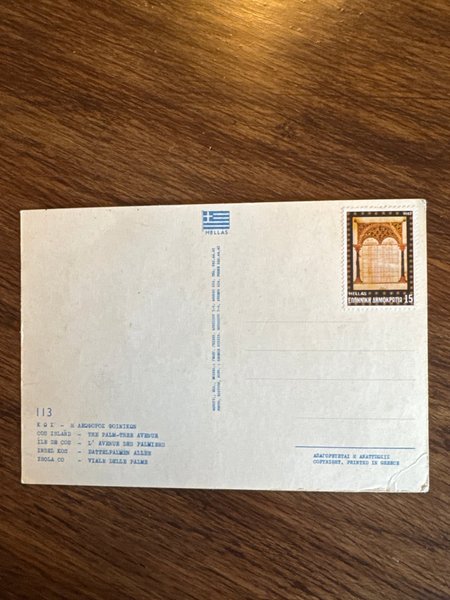 HELLAS
HELLAS
ΕΛΛΗΝΙΚΗ ΔΗΜΟΚΡΑΤΙΑ 15
113
ΚΩΣ - Η ΛΕΩΦΟΡΟΣ ΦΟΙΝΙΚΩΝ
COS ISLAND - THE PALM-TREE AVENUE
ÎLE DE COS - L' AVENUE DES PALMIERS
INSEL KOS - DATTELPALMEN ALLEE
ISOLA CO - VIALE DELLE PALME
ΑΠΑΓΟΡΕΥΕΤΑΙ Η ΑΝΑΤΥΠΩΣΙΣ
COPYRIGHT, PRINTED IN GREECE